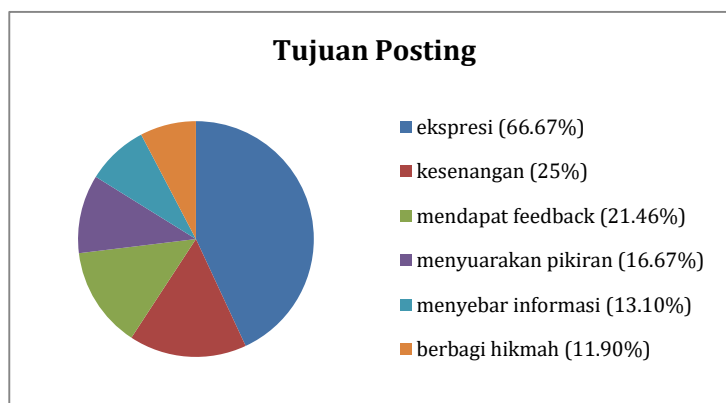 Tujuan Posting
ekspresi (66.67%)
kesenangan (25%)
mendapat feedback (21.46%)
menyuarakan pikiran (16.67%)
menyebar informasi (13.10%)
berbagi hikmah (11.90%)